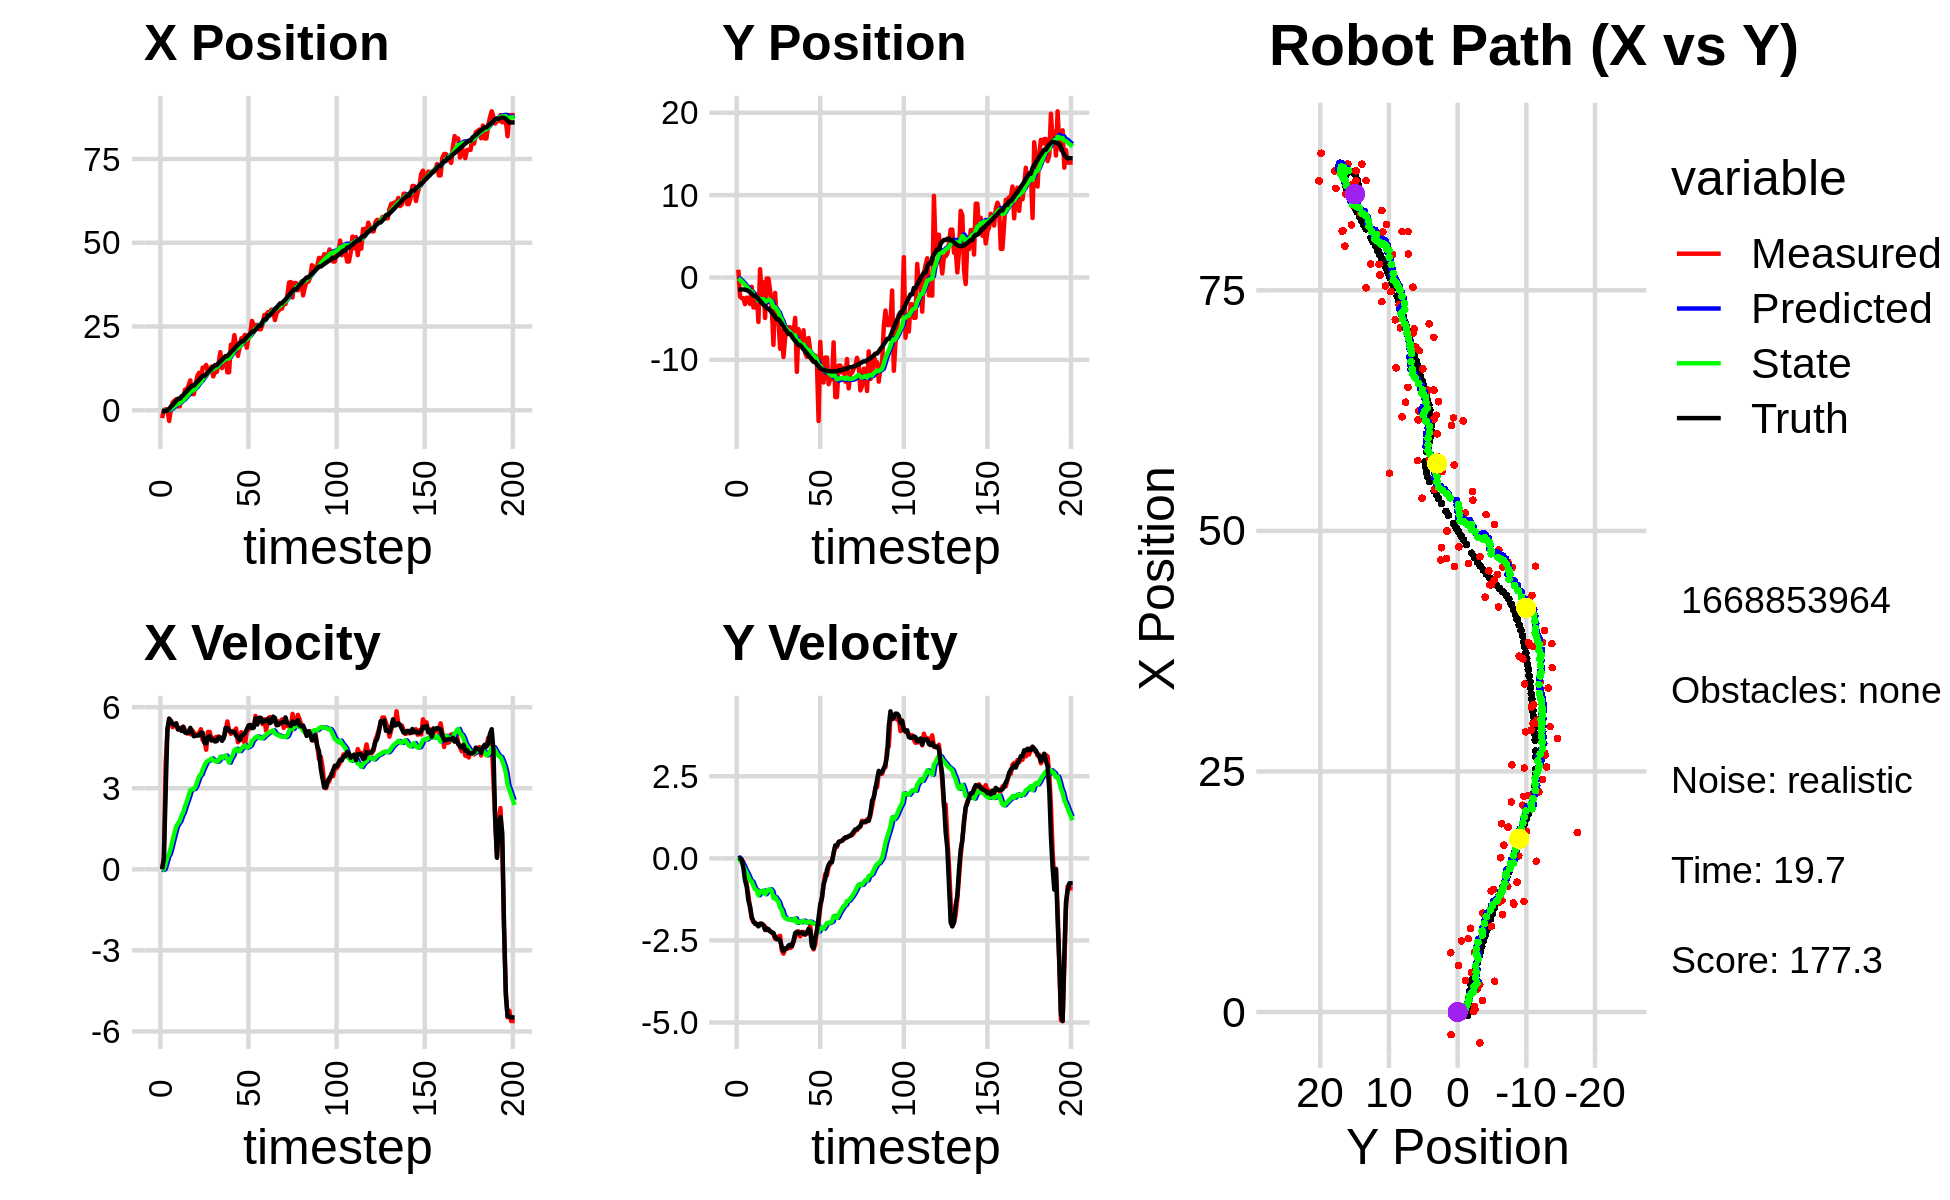 X Position
75
50
25
0
0
50
100
150
200
timestep
Y Position
20
10
0
-10
0
50
100
150
200
timestep
X Velocity
6
3
0
-3
-6
0
50
100
150
200
timestep
Y Velocity
2.5
0.0
-2.5
-5.0
0
50
100
150
200
timestep
Robot Path (X vs Y)
X Position
75
50
25
0
20 10 0 -10 -20
Y Position
variable
Measured
Predicted
State
Truth
1668853964
Obstacles: none
Noise: realistic
Time: 19.7
Score: 177.3